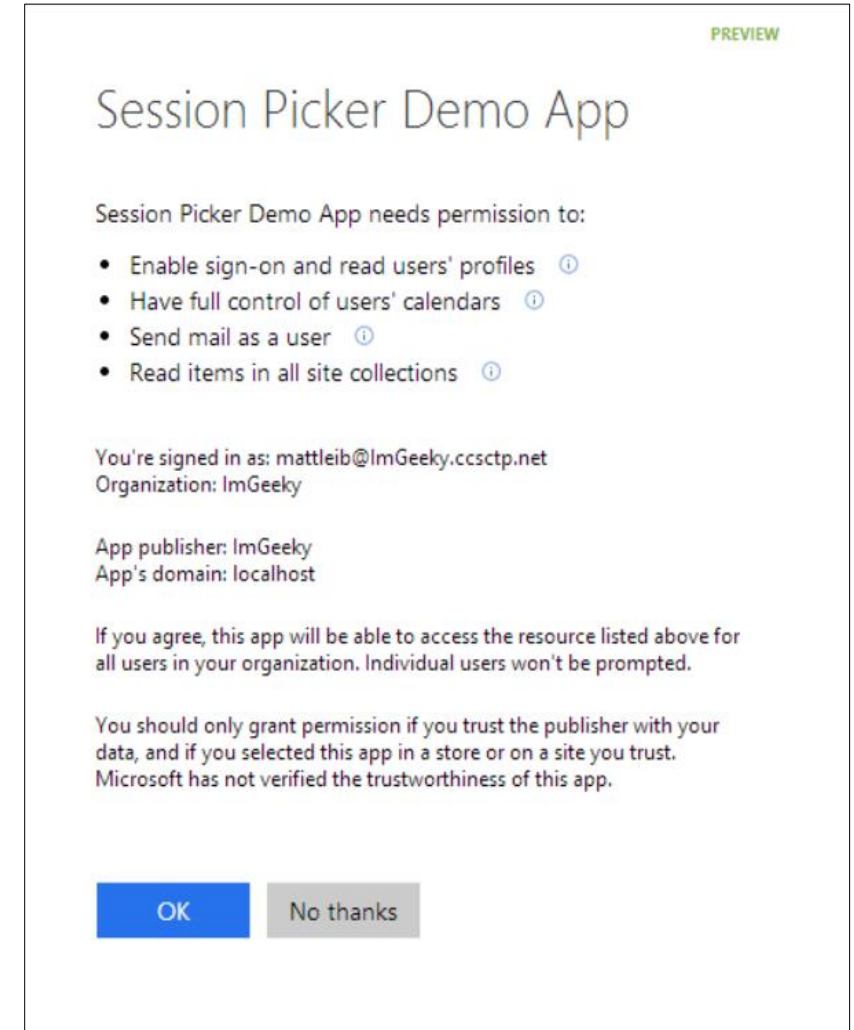 PREVIEW
Session Picker Demo App
Session Picker Demo App needs permission to:
• Enable sign-on and read users' profiles
• Have full control of users' calendars
• Send mail as a user
• Read items in all site collections
You're signed in as: mattleib@ImGeeky.ccsctp.net
Organization: ImGeeky
App publisher: ImGeeky
App's domain: localhost
If you agree, this app will be able to access the resource listed above for
all users in your organization. Individual users won't be prompted.
You should only grant permission if you trust the publisher with your
data, and if you selected this app in a store or on a site you trust.
Microsoft has not verified the trustworthiness of this app.
OK
No thanks